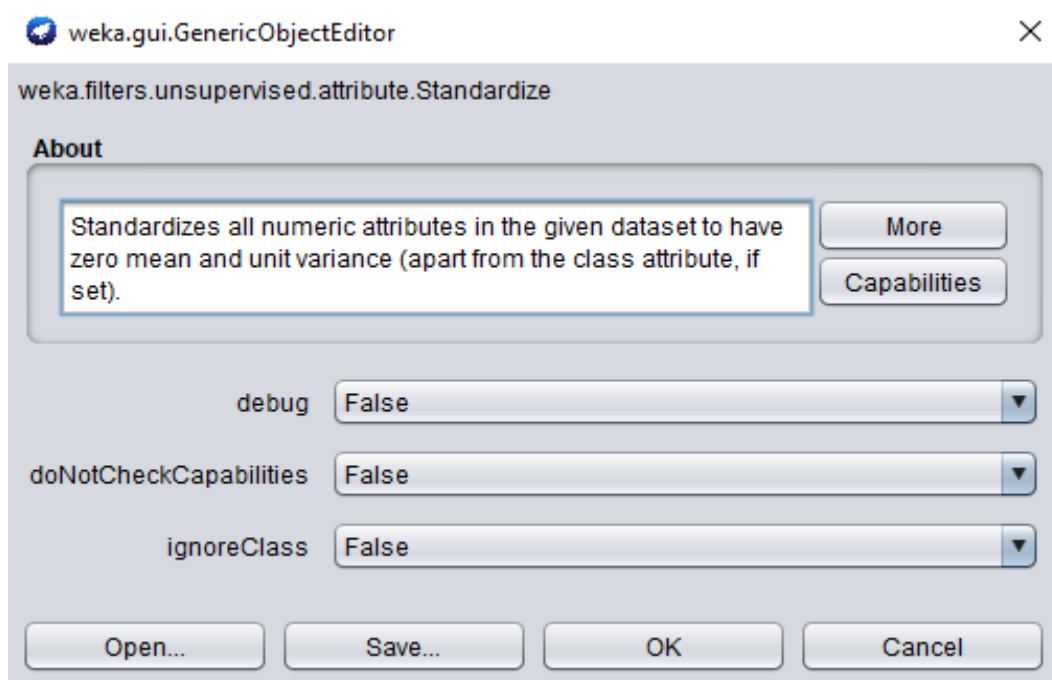 weka.gui.GenericObjectEditor
weka.filters.unsupervised.attribute.Standardize
About
Standardizes all numeric attributes in the given dataset to have
zero mean and unit variance (apart from the class attribute, if
set).
More
Capabilities
debug False
doNotCheckCapabilities False
ignoreClass False
Open... Save... OK Cancel